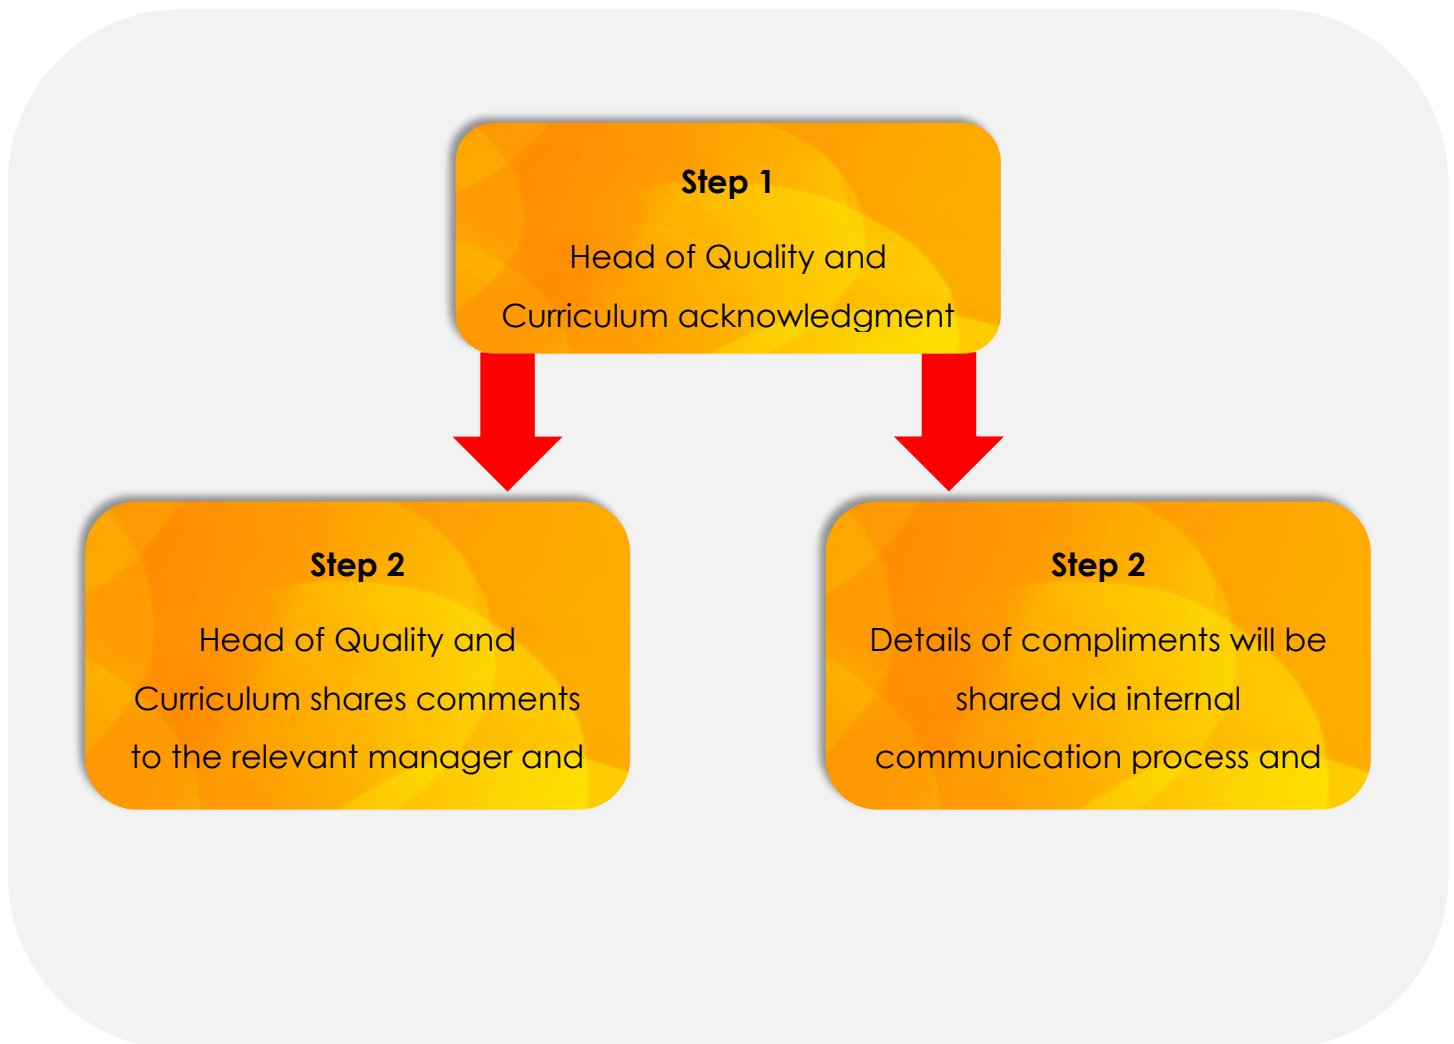 Step 1
Head of Quality and
Curriculum acknowledgment
Step 2
Head of Quality and
Curriculum shares comments
to the relevant manager and
Step 2
Details of compliments will be
shared via internal
communication process and